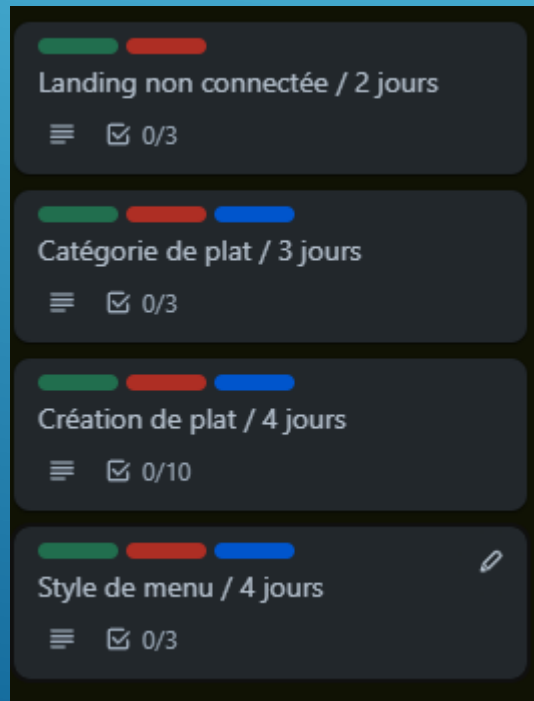 Landing non connectée / 2 jours
0/3
Catégorie de plat / 3 jours
0/3
Création de plat / 4 jours
0/10
Style de menu / 4 jours
0/3